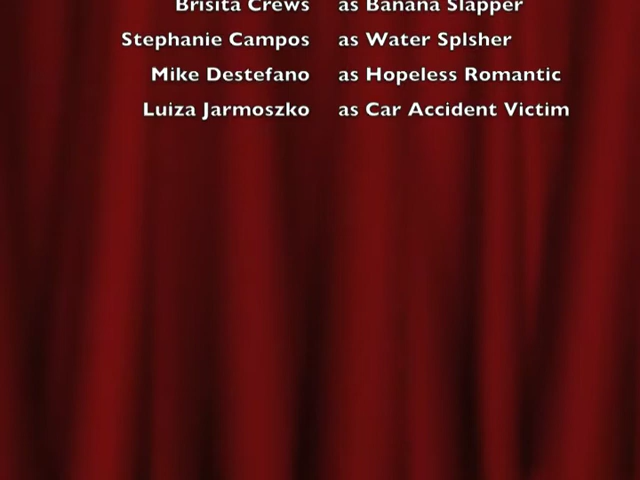 Brisita Crews as Banana Slapper
Stephanie Campos as Water Splsher
Mike Destefano as Hopeless Romantic
Luiza Jarmoszko as Car Accident Victim